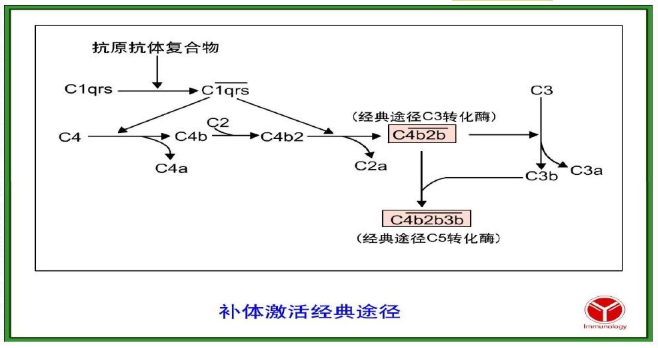 抗原抗体复合物
C1qrs
C1qrs
C3
(经典途径C3转化酶)
C2
C4
C4b
C4b2
C4b2b
C4a
C2a
C3b
C3a
C4b2b3b
(经典途径C5转化酶)
补体激活经典途径
Immunology